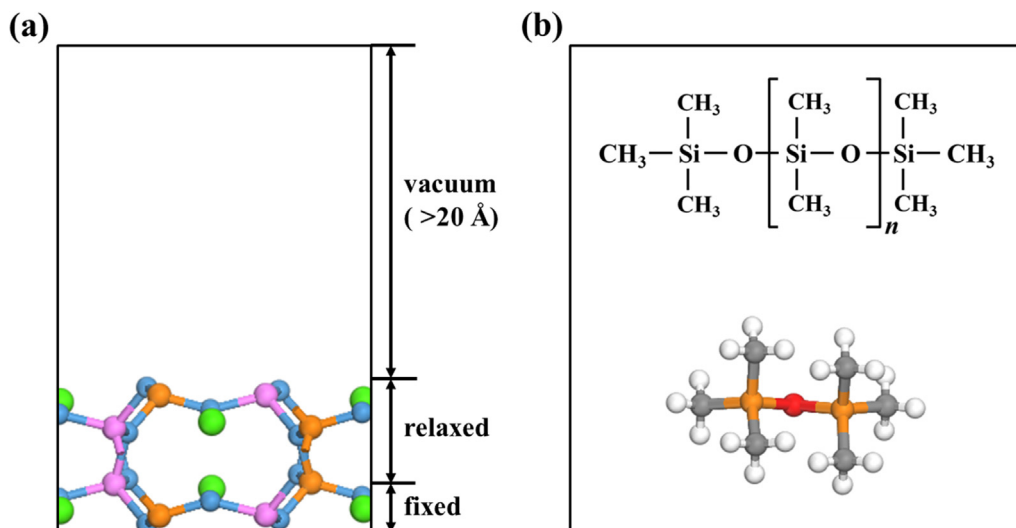 (a)
vacuum
( >20 Å)
relaxed
fixed
(b)
CH3 CH3 CH3
CH3 — Si — O — Si — O — Si — CH3
CH3 CH3 CH3
n